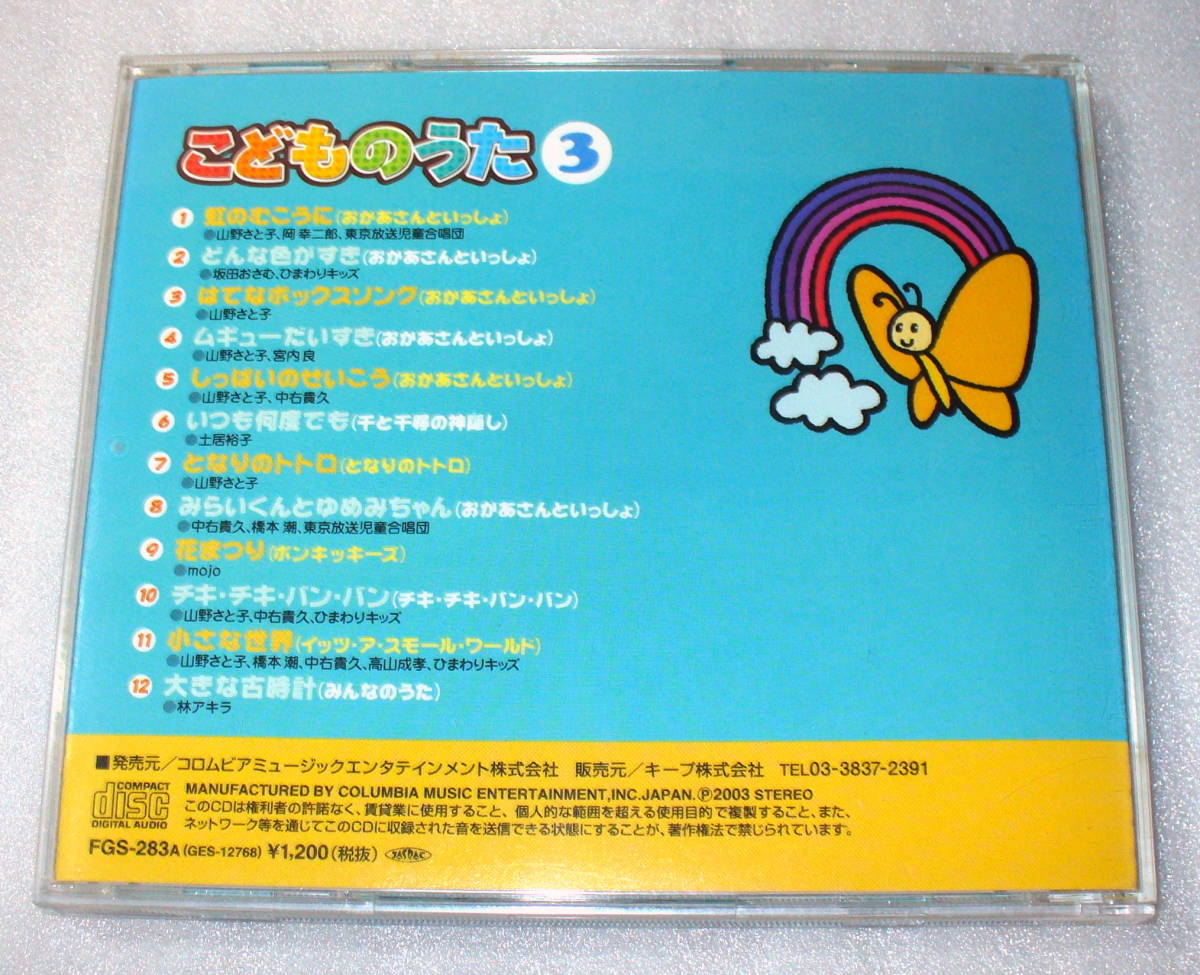 こどものうた 3
1 虹のむこうに(おかあさんといっしょ)
●山野さと子、岡 幸二郎、東京放送児童合唱団
2 どんな色がすき(おかあさんといっしょ)
●坂田おさむ、ひまわりキッズ
3 はてなボックスソング(おかあさんといっしょ)
●山野さと子
4 ムギューだいすき(おかあさんといっしょ)
●山野さと子、宮内 良
5 しっぱいのせいこう(おかあさんといっしょ)
●山野さと子、中右貴久
6 いつも何度でも(千と千尋の神隠し)
●土居裕子
7 となりのトトロ(となりのトトロ)
●山野さと子
8 みらいくんとゆめみちゃん(おかあさんといっしょ)
●中右貴久、橋本 潮、東京放送児童合唱団
9 花まつり(ポンキッキーズ)
●mojo
10 チキ・チキ・バン・バン(チキ・チキ・バン・バン)
●山野さと子、中右貴久、ひまわりキッズ
11 小さな世界(イッツ・ア・スモール・ワールド)
●山野さと子、橋本 潮、中右貴久、高山成孝、ひまわりキッズ
12 大きな古時計(みんなのうた)
●林アキラ
■発売元／コロムビアミュージックエンタテインメント株式会社 販売元／キープ株式会社 TEL03-3837-2391
COMPACT disc DIGITAL AUDIO
MANUFACTURED BY COLUMBIA MUSIC ENTERTAINMENT,INC.JAPAN.Ⓟ2003 STEREO
このCDは権利者の許諾なく、賃貸業に使用すること、個人的な範囲を超える使用目的で複製すること、また、
ネットワーク等を通じてこのCDに収録された音を送信できる状態にすることが、著作権法で禁じられています。
FGS-283A (GES-12768) ¥1,200(税抜) JASRAC